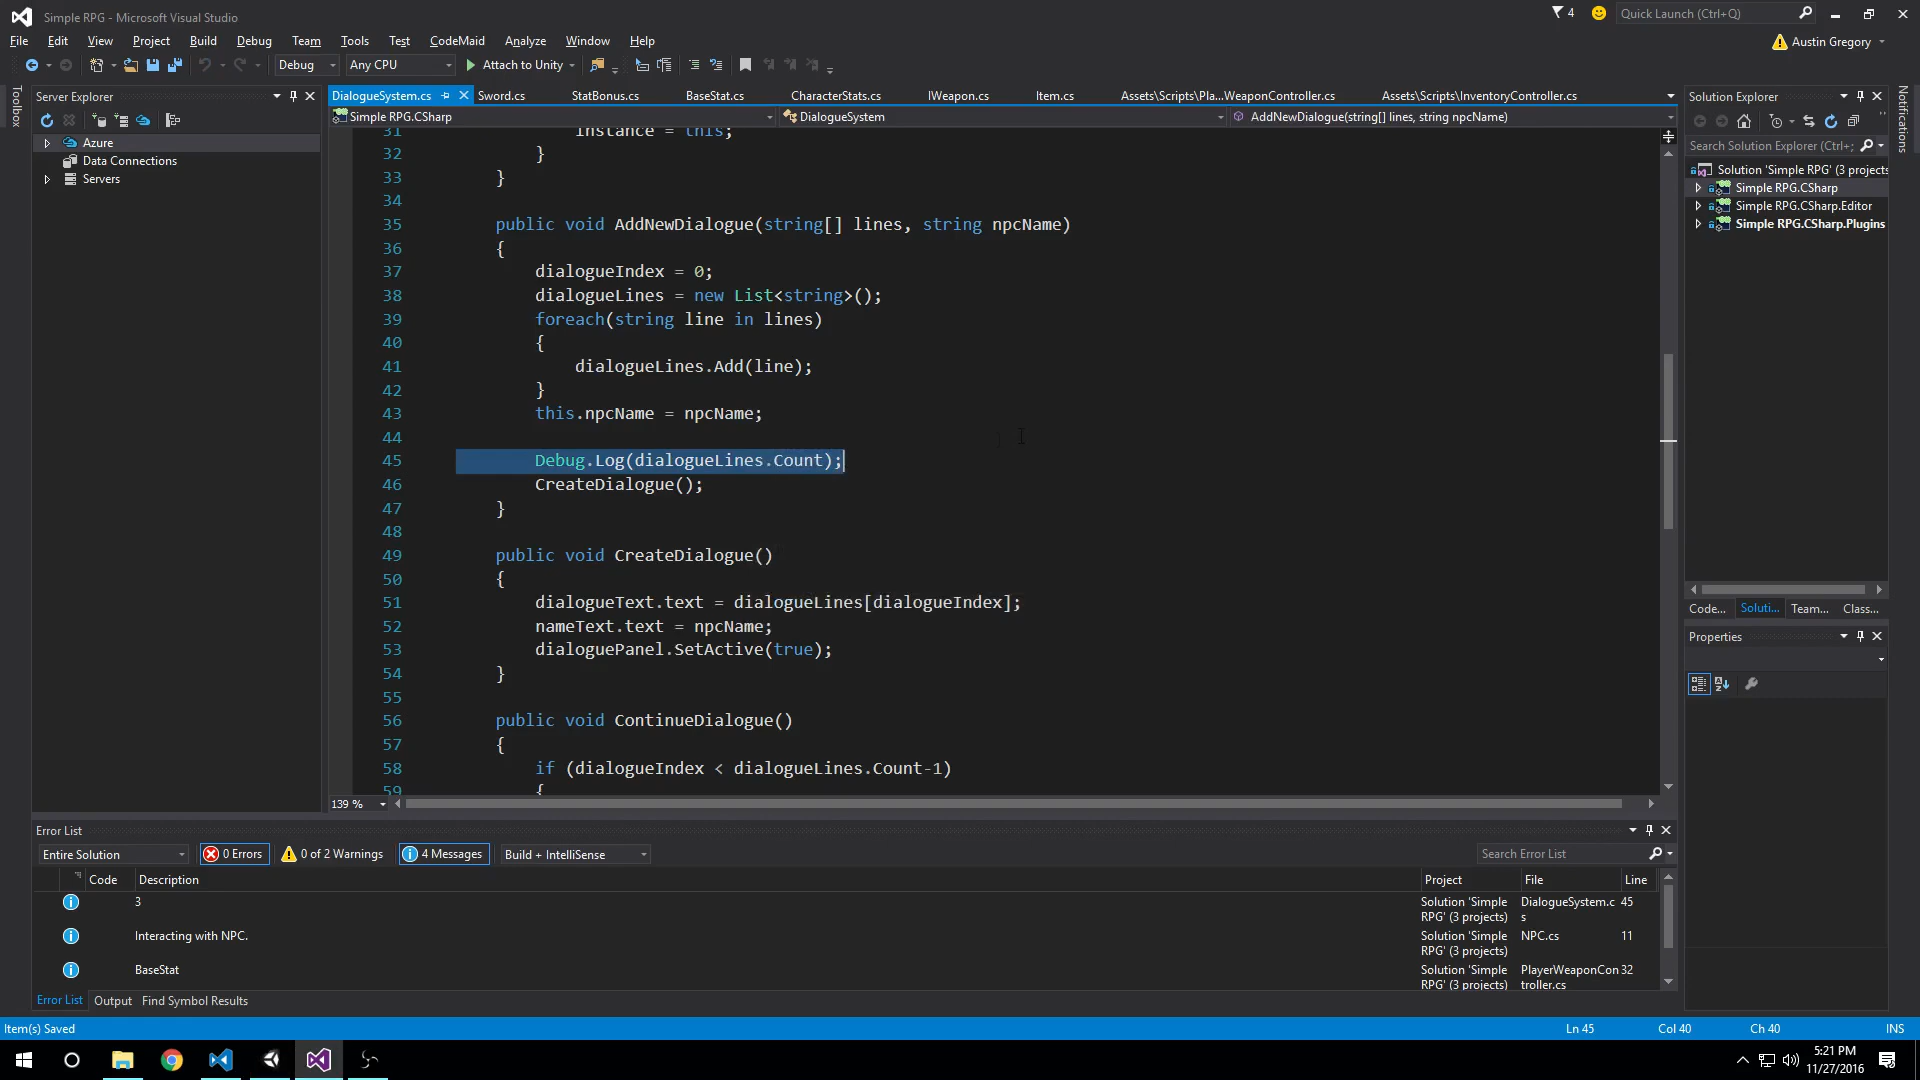 Simple RPG - Microsoft Visual Studio
4
Quick Launch (Ctrl+Q)
File Edit View Project Build Debug Team Tools Test CodeMaid Analyze Window Help
Austin Gregory
Debug Any CPU Attach to Unity
Toolbox
Server Explorer
Azure
Data Connections
Servers
DialogueSystem.cs Sword.cs StatBonus.cs BaseStat.cs CharacterStats.cs IWeapon.cs Item.cs Assets\Scripts\Pla...WeaponController.cs Assets\Scripts\InventoryController.cs
Simple RPG.CSharp DialogueSystem AddNewDialogue(string[] lines, string npcName)
31 instance = this;
32 }
33 }
34
35 public void AddNewDialogue(string[] lines, string npcName)
36 {
37 dialogueIndex = 0;
38 dialogueLines = new List<string>();
39 foreach(string line in lines)
40 {
41 dialogueLines.Add(line);
42 }
43 this.npcName = npcName;
44
45 Debug.Log(dialogueLines.Count);
46 CreateDialogue();
47 }
48
49 public void CreateDialogue()
50 {
51 dialogueText.text = dialogueLines[dialogueIndex];
52 nameText.text = npcName;
53 dialoguePanel.SetActive(true);
54 }
55
56 public void ContinueDialogue()
57 {
58 if (dialogueIndex < dialogueLines.Count-1)
59 {
139 %
Solution Explorer
Search Solution Explorer (Ctrl+;
Solution 'Simple RPG' (3 projects
Simple RPG.CSharp
Simple RPG.CSharp.Editor
Simple RPG.CSharp.Plugins
Code... Soluti... Team... Class...
Properties
Notifications
Error List
Entire Solution 0 Errors 0 of 2 Warnings 4 Messages Build + IntelliSense Search Error List
Code Description Project File Line
3 Solution 'Simple DialogueSystem.c 45
RPG' (3 projects) s
Interacting with NPC. Solution 'Simple NPC.cs 11
RPG' (3 projects)
BaseStat Solution 'Simple PlayerWeaponCon 32
RPG' (3 projects) troller.cs
Error List Output Find Symbol Results
Item(s) Saved Ln 45 Col 40 Ch 40 INS
5:21 PM
11/27/2016